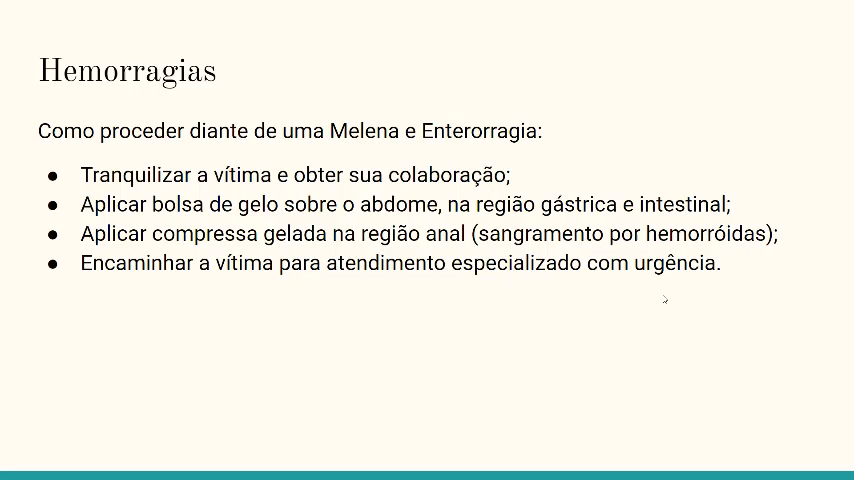 Hemorragias
Como proceder diante de uma Melena e Enterorragia:
● Tranquilizar a vítima e obter sua colaboração;
● Aplicar bolsa de gelo sobre o abdome, na região gástrica e intestinal;
● Aplicar compressa gelada na região anal (sangramento por hemorróidas);
● Encaminhar a vítima para atendimento especializado com urgência.